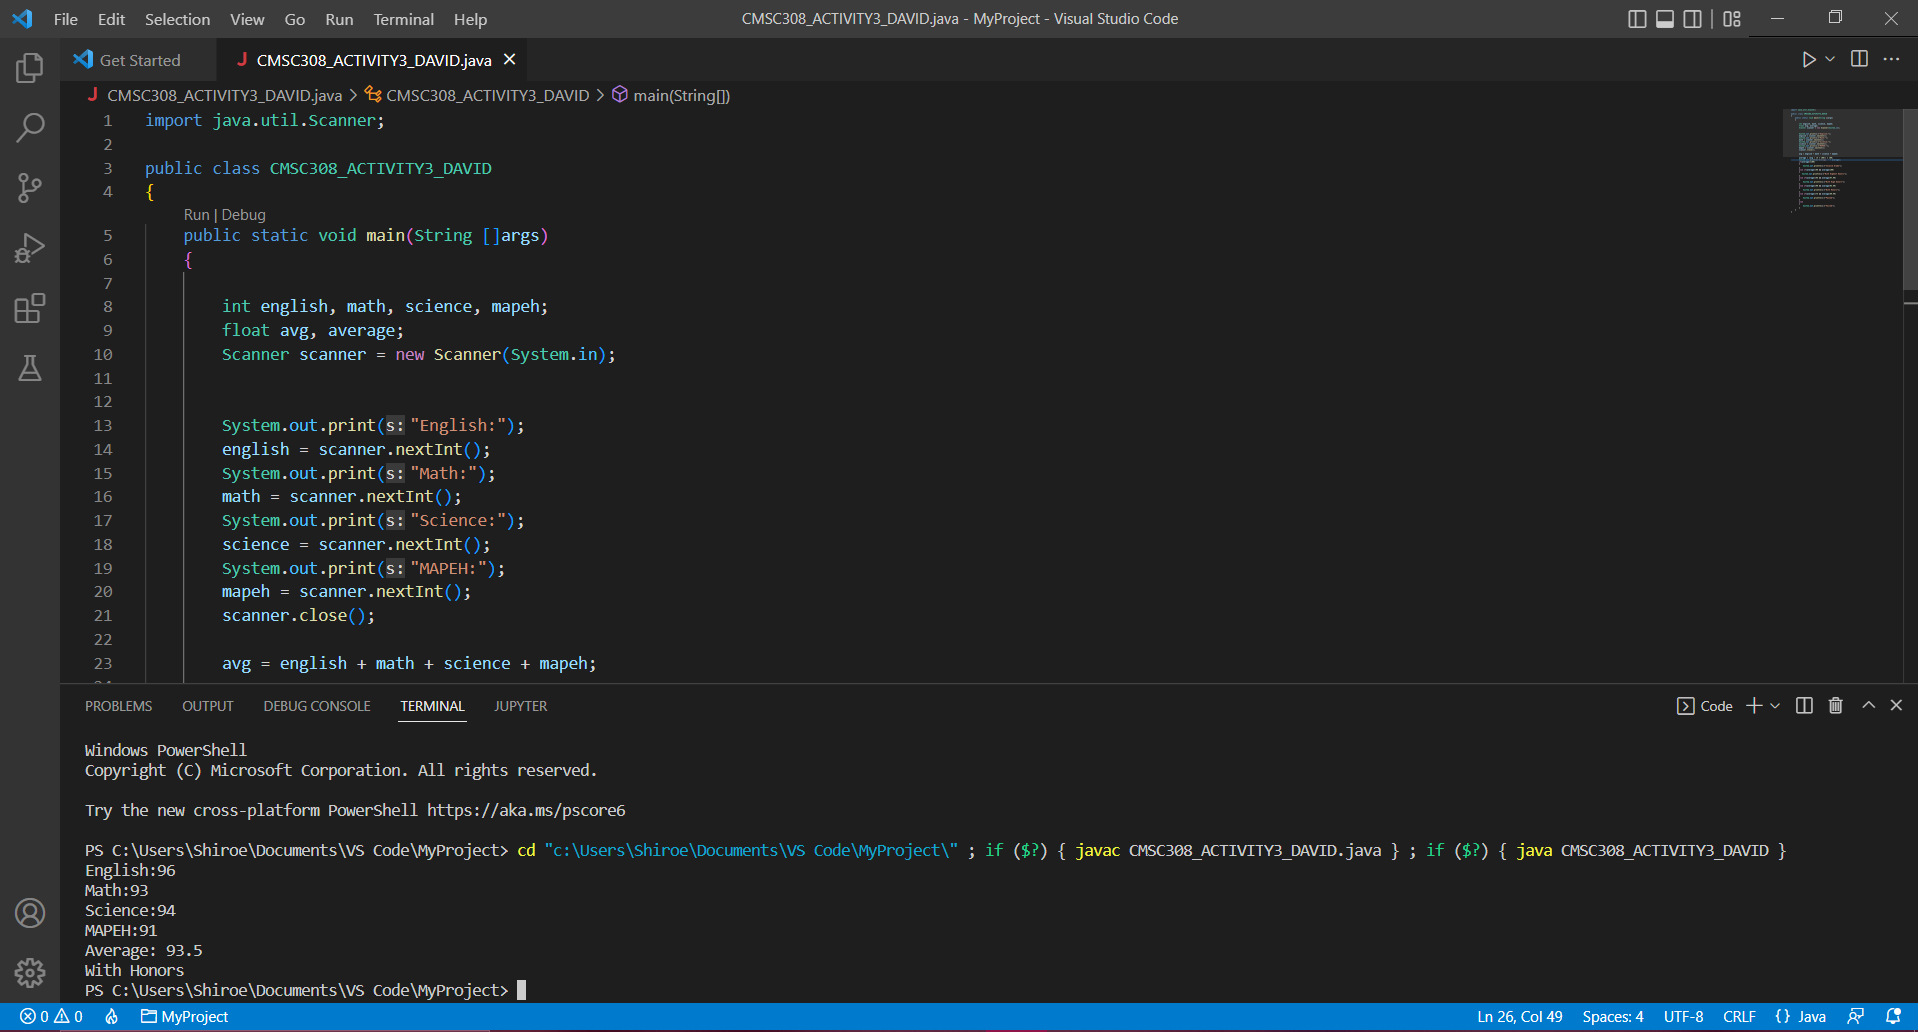 File Edit Selection View Go Run Terminal Help CMSC308_ACTIVITY3_DAVID.java - MyProject - Visual Studio Code
Get Started J CMSC308_ACTIVITY3_DAVID.java
J CMSC308_ACTIVITY3_DAVID.java > CMSC308_ACTIVITY3_DAVID > main(String[])
1 import java.util.Scanner;
2
3 public class CMSC308_ACTIVITY3_DAVID
4 {
Run | Debug
5 public static void main(String []args)
6 {
7
8 int english, math, science, mapeh;
9 float avg, average;
10 Scanner scanner = new Scanner(System.in);
11
12
13 System.out.print(s: "English:");
14 english = scanner.nextInt();
15 System.out.print(s: "Math:");
16 math = scanner.nextInt();
17 System.out.print(s: "Science:");
18 science = scanner.nextInt();
19 System.out.print(s: "MAPEH:");
20 mapeh = scanner.nextInt();
21 scanner.close();
22
23 avg = english + math + science + mapeh;
PROBLEMS OUTPUT DEBUG CONSOLE TERMINAL JUPYTER Code
Windows PowerShell
Copyright (C) Microsoft Corporation. All rights reserved.
Try the new cross-platform PowerShell https://aka.ms/pscore6
PS C:\Users\Shiroe\Documents\VS Code\MyProject> cd "c:\Users\Shiroe\Documents\VS Code\MyProject\" ; if ($?) { javac CMSC308_ACTIVITY3_DAVID.java } ; if ($?) { java CMSC308_ACTIVITY3_DAVID }
English:96
Math:93
Science:94
MAPEH:91
Average: 93.5
With Honors
PS C:\Users\Shiroe\Documents\VS Code\MyProject>
0 0 MyProject Ln 26, Col 49 Spaces: 4 UTF-8 CRLF {} Java